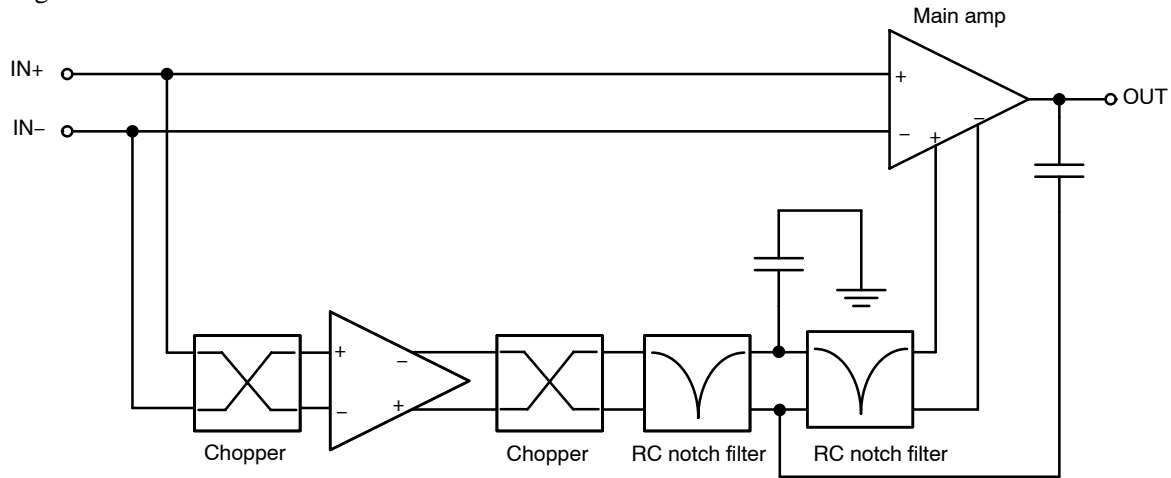 Main amp
IN+
+
OUT
IN–
–
+
–
+
–
–
+
Chopper
Chopper
RC notch filter
RC notch filter